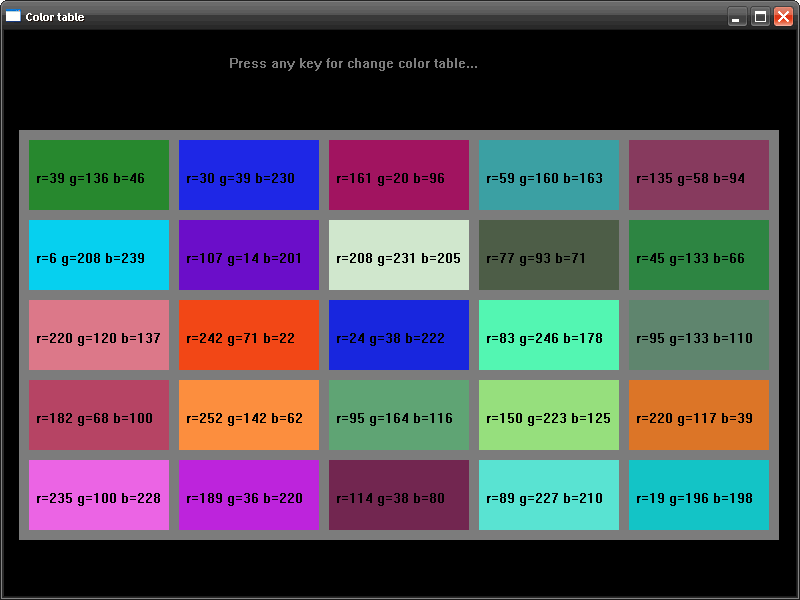 Color table
Press any key for change color table...
r=39 g=136 b=46 r=30 g=39 b=230 r=161 g=20 b=96 r=59 g=160 b=163 r=135 g=58 b=94
r=6 g=208 b=239 r=107 g=14 b=201 r=208 g=231 b=205 r=77 g=93 b=71 r=45 g=133 b=66
r=220 g=120 b=137 r=242 g=71 b=22 r=24 g=38 b=222 r=83 g=246 b=178 r=95 g=133 b=110
r=182 g=68 b=100 r=252 g=142 b=62 r=95 g=164 b=116 r=150 g=223 b=125 r=220 g=117 b=39
r=235 g=100 b=228 r=189 g=36 b=220 r=114 g=38 b=80 r=89 g=227 b=210 r=19 g=196 b=198